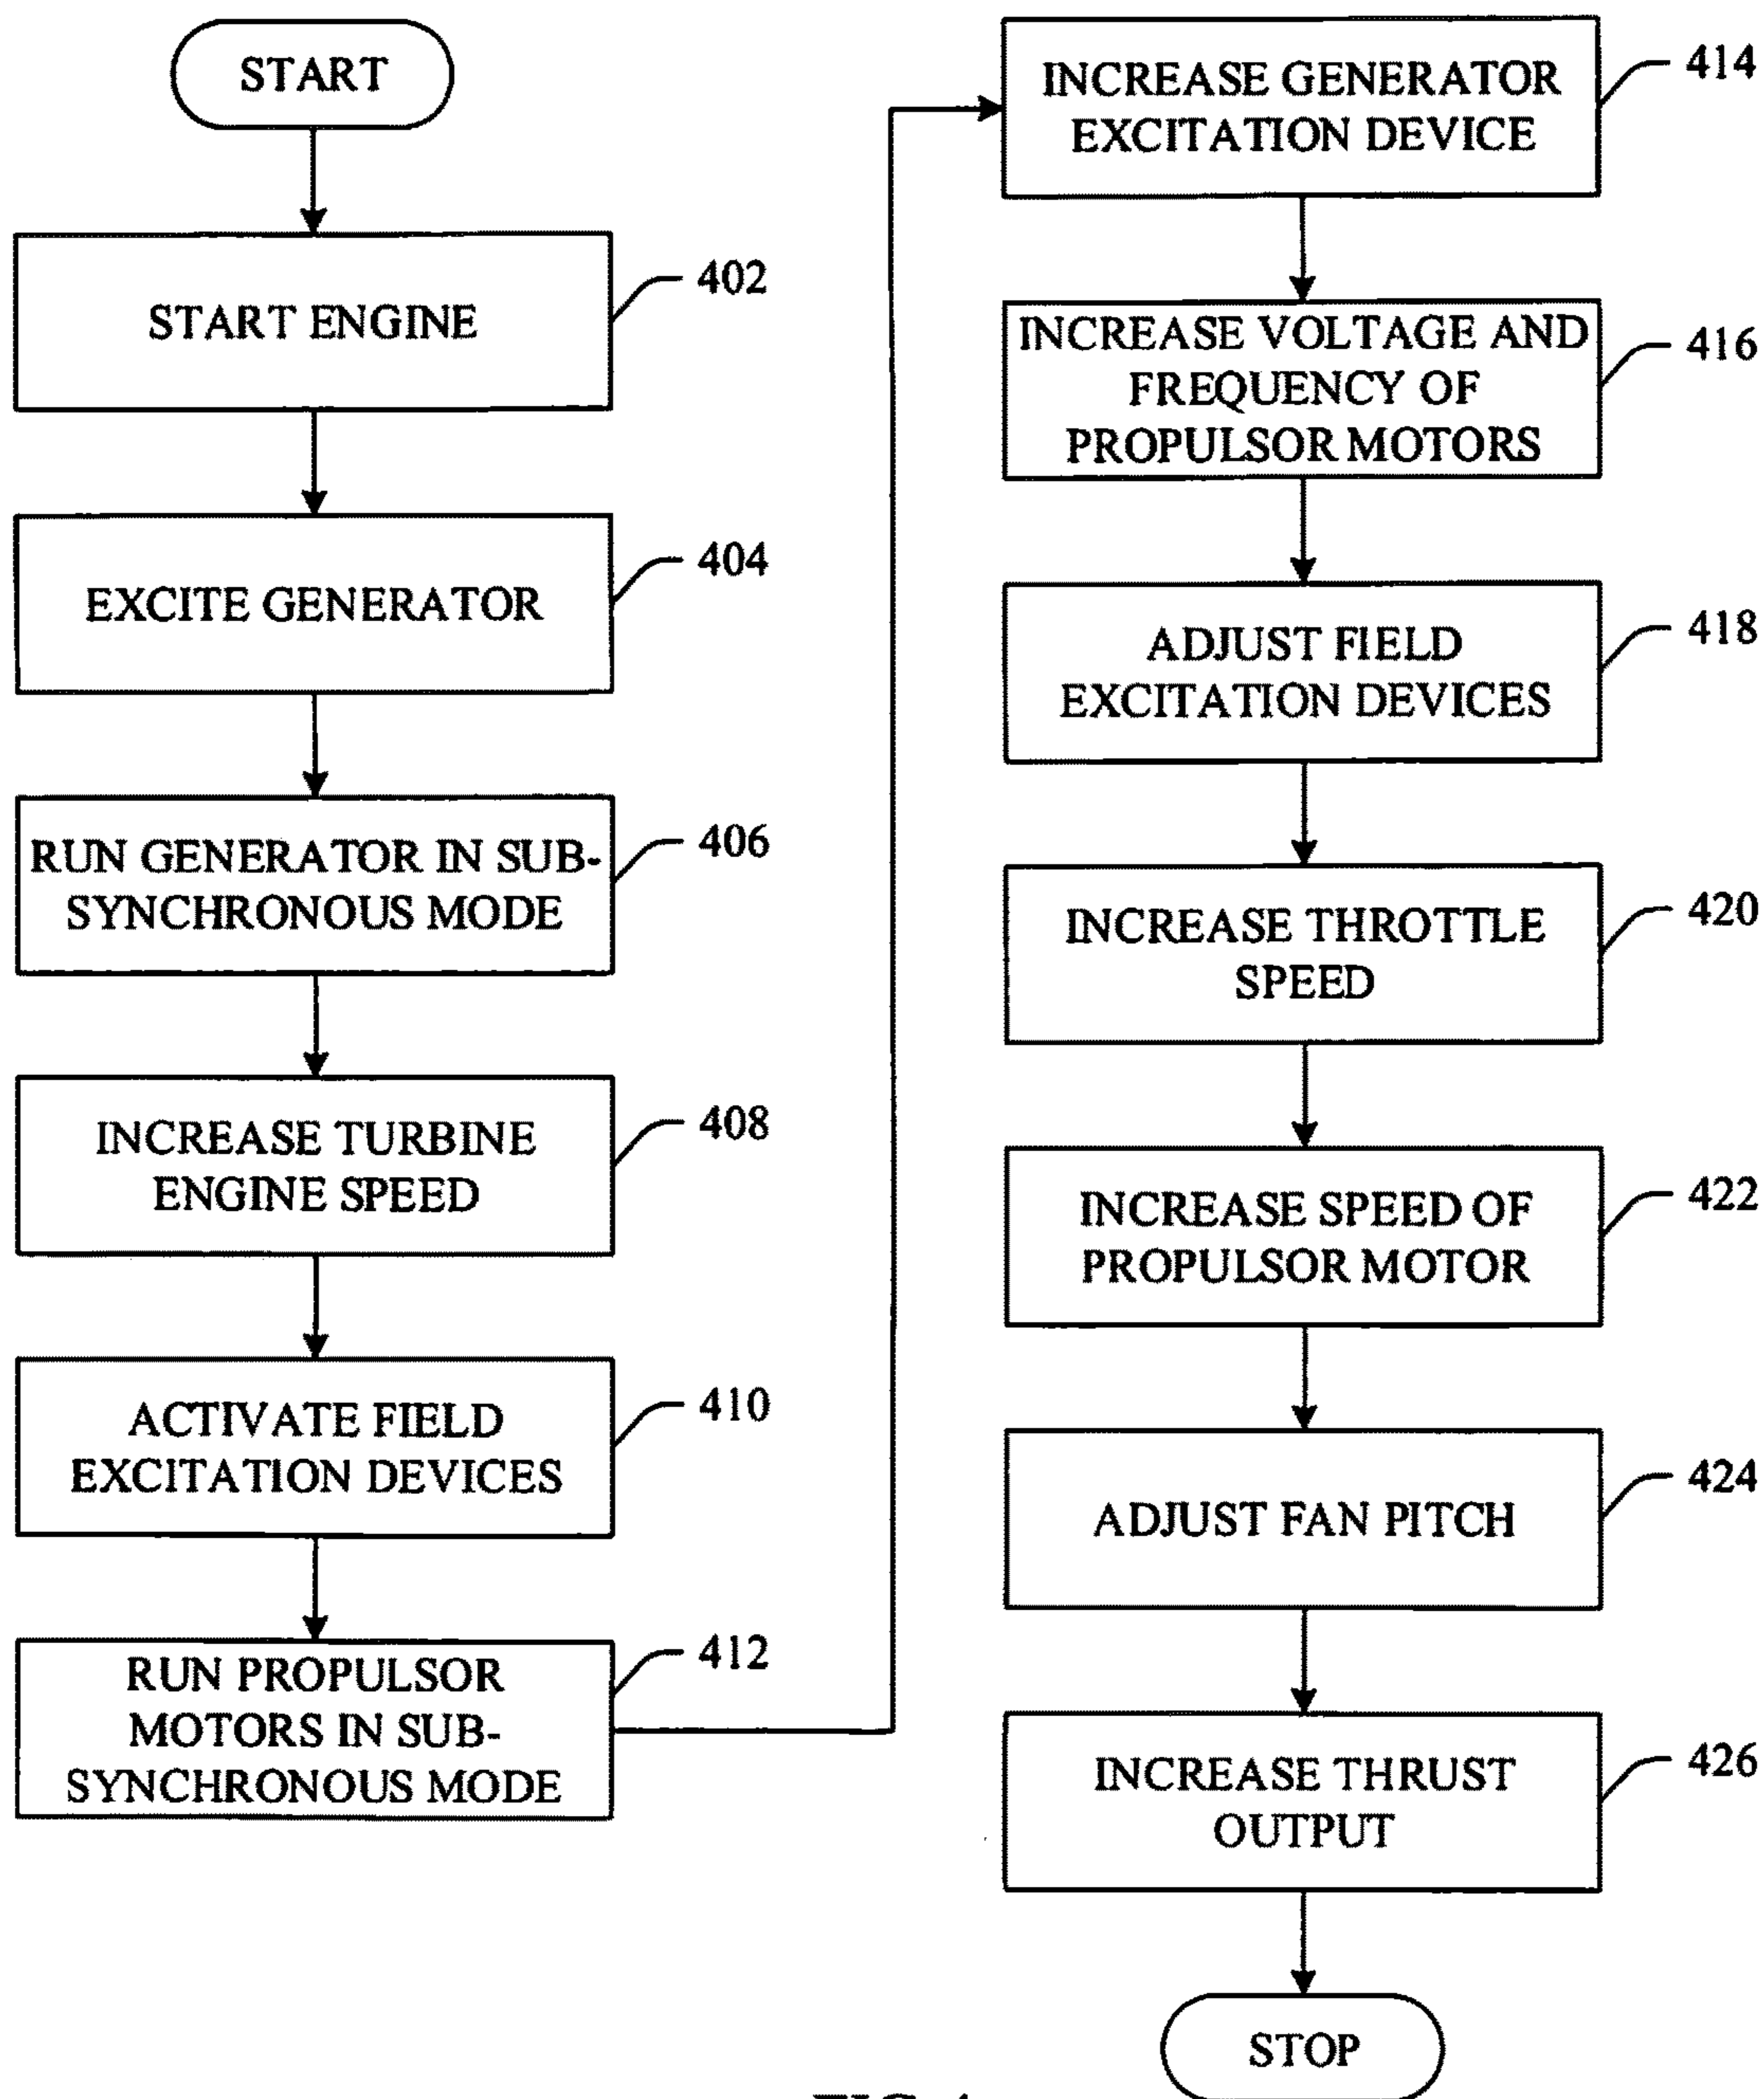 START
START ENGINE
402
EXCITE GENERATOR
404
RUN GENERATOR IN SUB-
SYNCHRONOUS MODE
406
INCREASE TURBINE
ENGINE SPEED
408
ACTIVATE FIELD
EXCITATION DEVICES
410
RUN PROPULSOR
MOTORS IN SUB-
SYNCHRONOUS MODE
412
INCREASE GENERATOR
EXCITATION DEVICE
414
INCREASE VOLTAGE AND
FREQUENCY OF
PROPULSOR MOTORS
416
ADJUST FIELD
EXCITATION DEVICES
418
INCREASE THROTTLE
SPEED
420
INCREASE SPEED OF
PROPULSOR MOTOR
422
ADJUST FAN PITCH
424
INCREASE THRUST
OUTPUT
426
STOP